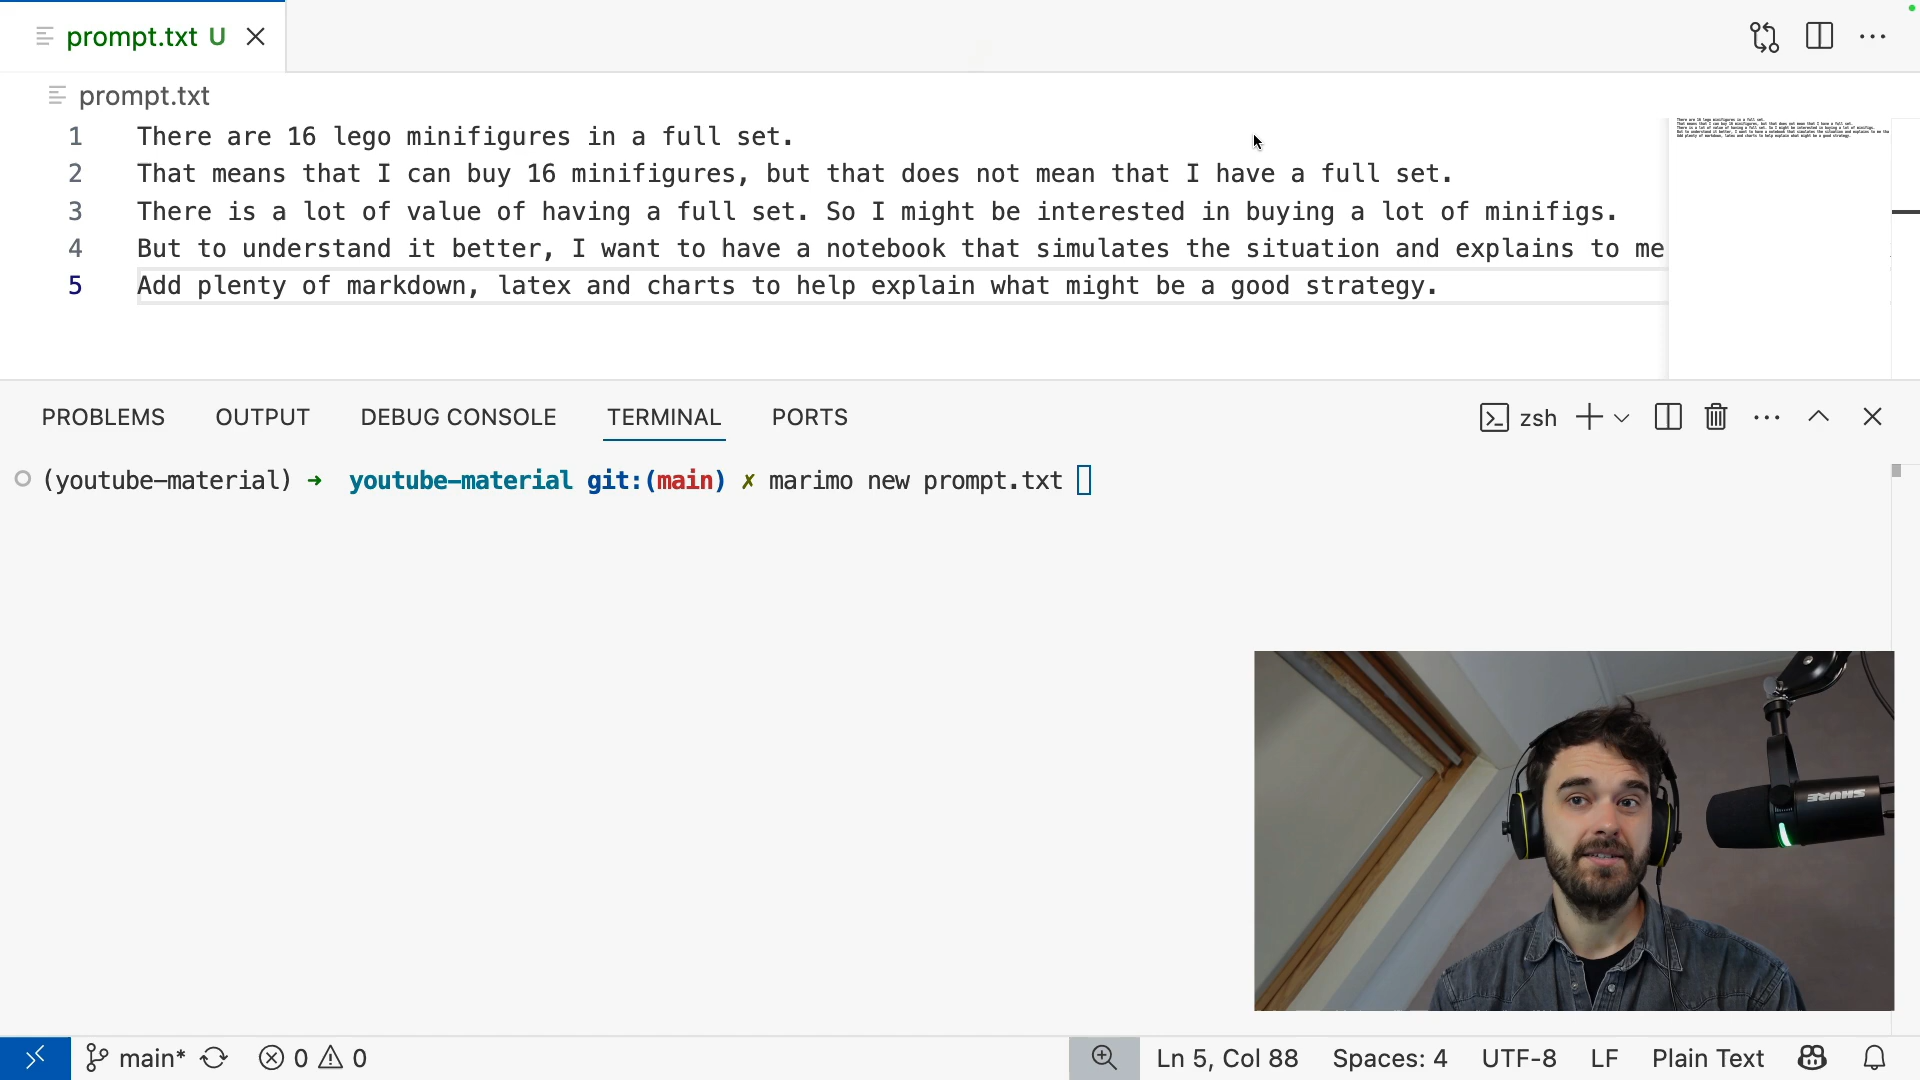 prompt.txt U
prompt.txt
1 There are 16 lego minifigures in a full set.
2 That means that I can buy 16 minifigures, but that does not mean that I have a full set.
3 There is a lot of value of having a full set. So I might be interested in buying a lot of minifigs.
4 But to understand it better, I want to have a notebook that simulates the situation and explains to me
5 Add plenty of markdown, latex and charts to help explain what might be a good strategy.
PROBLEMS OUTPUT DEBUG CONSOLE TERMINAL PORTS zsh
(youtube-material) → youtube-material git:(main) ✗ marimo new prompt.txt
SHURE
main* 0 0 Ln 5, Col 88 Spaces: 4 UTF-8 LF Plain Text